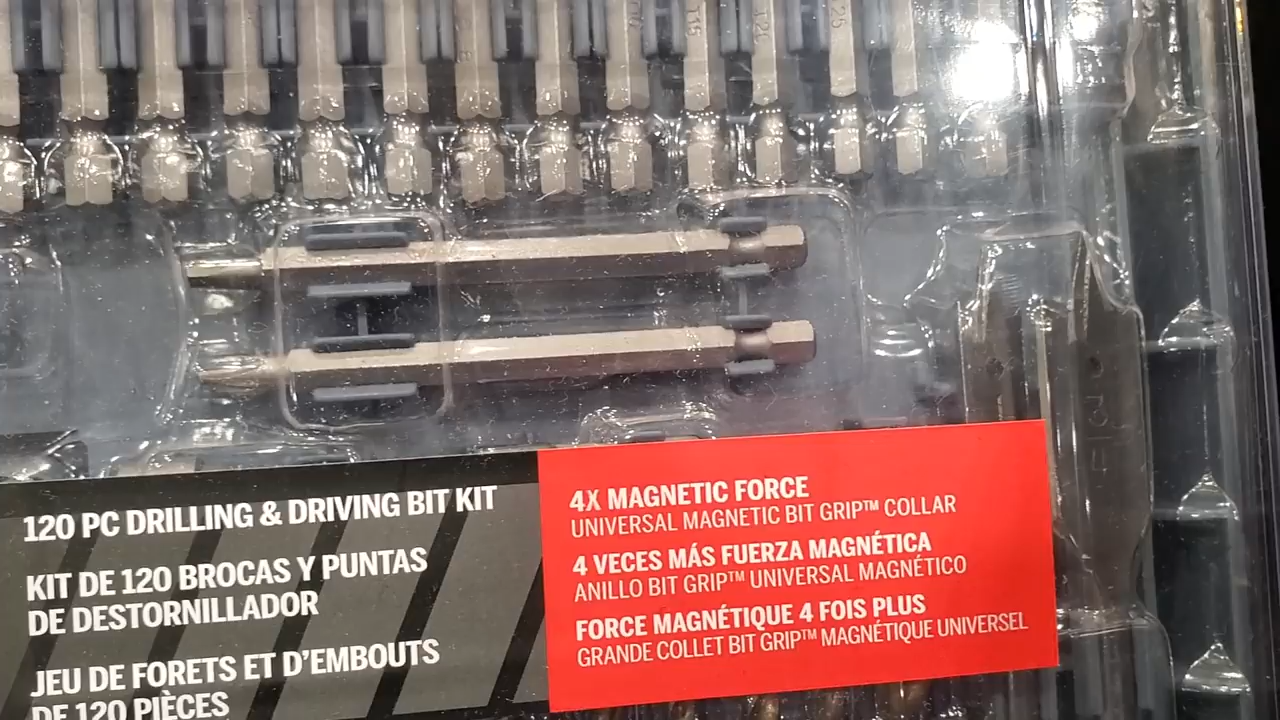 T15
T20
T25
120 PC DRILLING & DRIVING BIT KIT
KIT DE 120 BROCAS Y PUNTAS
DE DESTORNILLADOR
JEU DE FORETS ET D'EMBOUTS
DE 120 PIÈCES
4X MAGNETIC FORCE
UNIVERSAL MAGNETIC BIT GRIP™ COLLAR
4 VECES MÁS FUERZA MAGNÉTICA
ANILLO BIT GRIP™ UNIVERSAL MAGNÉTICO
FORCE MAGNÉTIQUE 4 FOIS PLUS
GRANDE COLLET BIT GRIP™ MAGNÉTIQUE UNIVERSEL